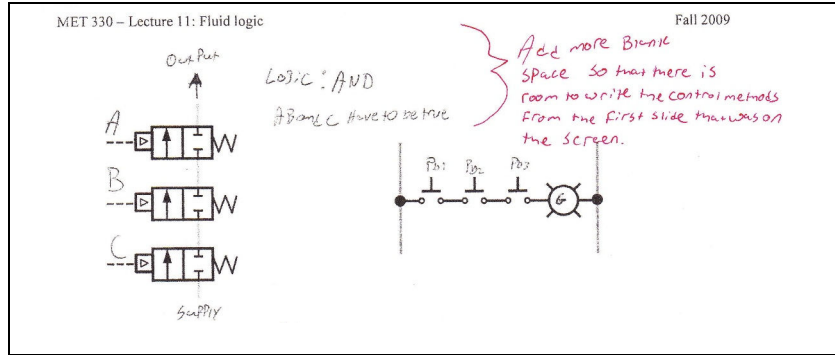 MET 330 – Lecture 11: Fluid logic
Fall 2009
OutPut
Logic: AND
A B and C Have to be true
Add more Blank
space so that there is
room to write the control methods
from the first slide that was on
the screen.
A
B
C
PB1 PB2 PB3
G
Supply